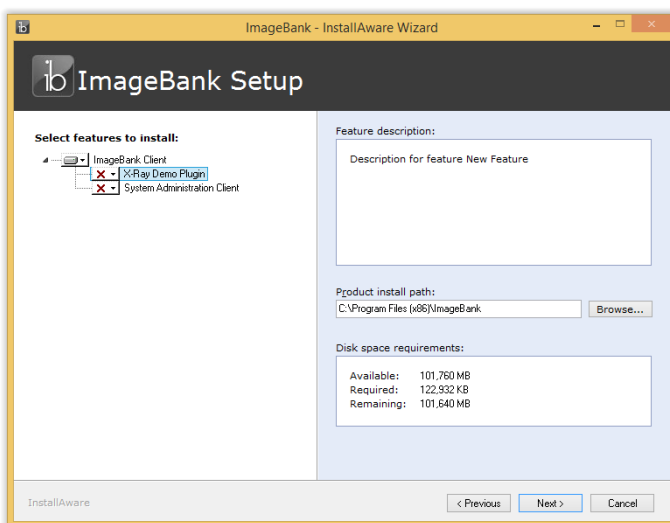 ib
ImageBank - InstallAware Wizard
ib ImageBank Setup
Select features to install:
ImageBank Client
X-Ray Demo Plugin
System Administration Client
Feature description:
Description for feature New Feature
Product install path:
C:\Program Files (x86)\ImageBank
Browse...
Disk space requirements:
Available: 101,760 MB
Required: 122,932 KB
Remaining: 101,640 MB
InstallAware
< Previous
Next >
Cancel